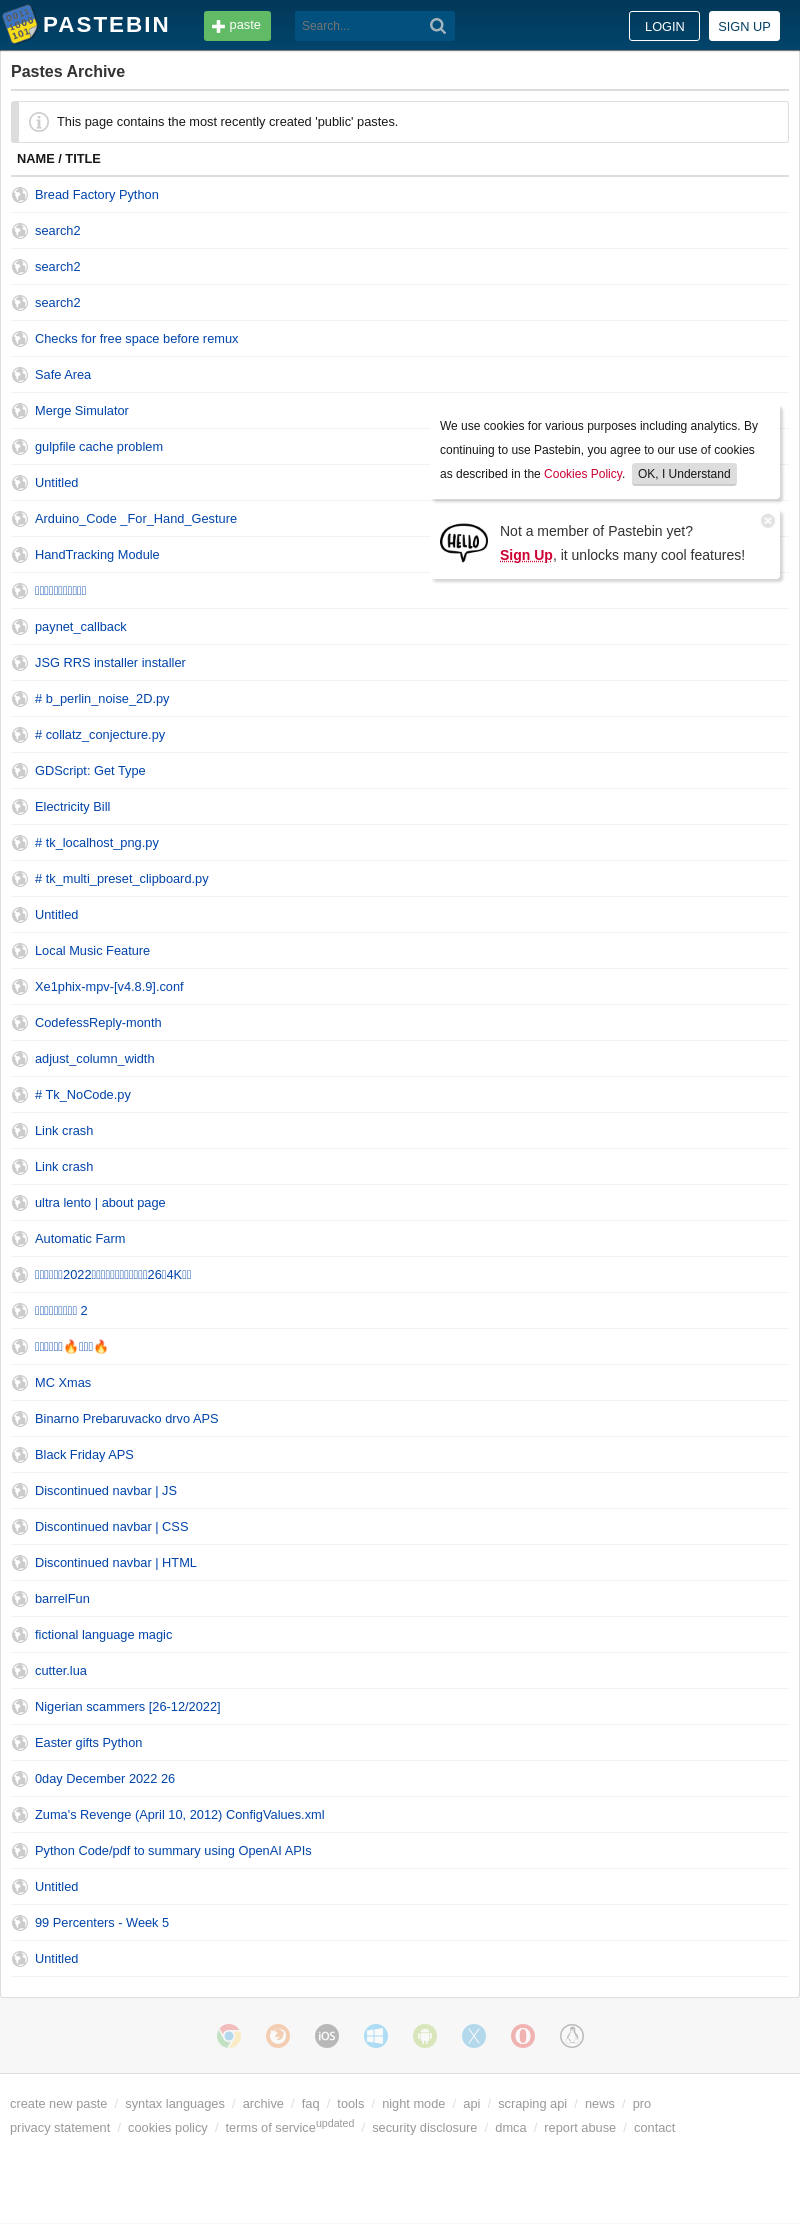 PASTEBIN
paste
Search...
LOGIN
SIGN UP
Pastes Archive
This page contains the most recently created 'public' pastes.
NAME / TITLE
Bread Factory Python
search2
search2
search2
Checks for free space before remux
Safe Area
Merge Simulator
gulpfile cache problem
Untitled
Arduino_Code _For_Hand_Gesture
HandTracking Module
We use cookies for various purposes including analytics. By
continuing to use Pastebin, you agree to our use of cookies
as described in the Cookies Policy. OK, I Understand
HELLO
Not a member of Pastebin yet?
Sign Up, it unlocks many cool features!
paynet_callback
JSG RRS installer installer
# b_perlin_noise_2D.py
# collatz_conjecture.py
GDScript: Get Type
Electricity Bill
# tk_localhost_png.py
# tk_multi_preset_clipboard.py
Untitled
Local Music Feature
Xe1phix-mpv-[v4.8.9].conf
CodefessReply-month
adjust_column_width
# Tk_NoCode.py
Link crash
Link crash
ultra lento | about page
Automatic Farm
2022 26 4K
2
🔥 🔥
MC Xmas
Binarno Prebaruvacko drvo APS
Black Friday APS
Discontinued navbar | JS
Discontinued navbar | CSS
Discontinued navbar | HTML
barrelFun
fictional language magic
cutter.lua
Nigerian scammers [26-12/2022]
Easter gifts Python
0day December 2022 26
Zuma's Revenge (April 10, 2012) ConfigValues.xml
Python Code/pdf to summary using OpenAI APIs
Untitled
99 Percenters - Week 5
Untitled
iOS
create new paste / syntax languages / archive / faq / tools / night mode / api / scraping api / news / pro
privacy statement / cookies policy / terms of service updated / security disclosure / dmca / report abuse / contact